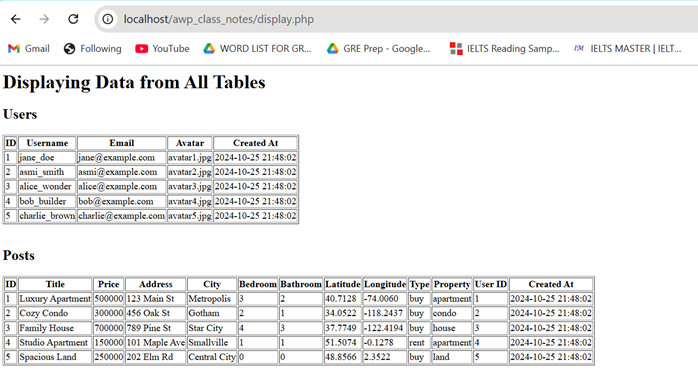 localhost/awp_class_notes/display.php
Gmail Following YouTube WORD LIST FOR GR... GRE Prep - Google... IELTS Reading Samp... IELTS MASTER | IELT...
Displaying Data from All Tables
Users
ID Username Email Avatar Created At
1 jane_doe jane@example.com avatar1.jpg 2024-10-25 21:48:02
2 asmi_smith asmi@example.com avatar2.jpg 2024-10-25 21:48:02
3 alice_wonder alice@example.com avatar3.jpg 2024-10-25 21:48:02
4 bob_builder bob@example.com avatar4.jpg 2024-10-25 21:48:02
5 charlie_brown charlie@example.com avatar5.jpg 2024-10-25 21:48:02
Posts
ID Title Price Address City Bedroom Bathroom Latitude Longitude Type Property User ID Created At
1 Luxury Apartment 500000 123 Main St Metropolis 3 2 40.7128 -74.0060 buy apartment 1 2024-10-25 21:48:02
2 Cozy Condo 300000 456 Oak St Gotham 2 1 34.0522 -118.2437 buy condo 2 2024-10-25 21:48:02
3 Family House 700000 789 Pine St Star City 4 3 37.7749 -122.4194 buy house 3 2024-10-25 21:48:02
4 Studio Apartment 150000 101 Maple Ave Smallville 1 1 51.5074 -0.1278 rent apartment 4 2024-10-25 21:48:02
5 Spacious Land 250000 202 Elm Rd Central City 0 0 48.8566 2.3522 buy land 5 2024-10-25 21:48:02